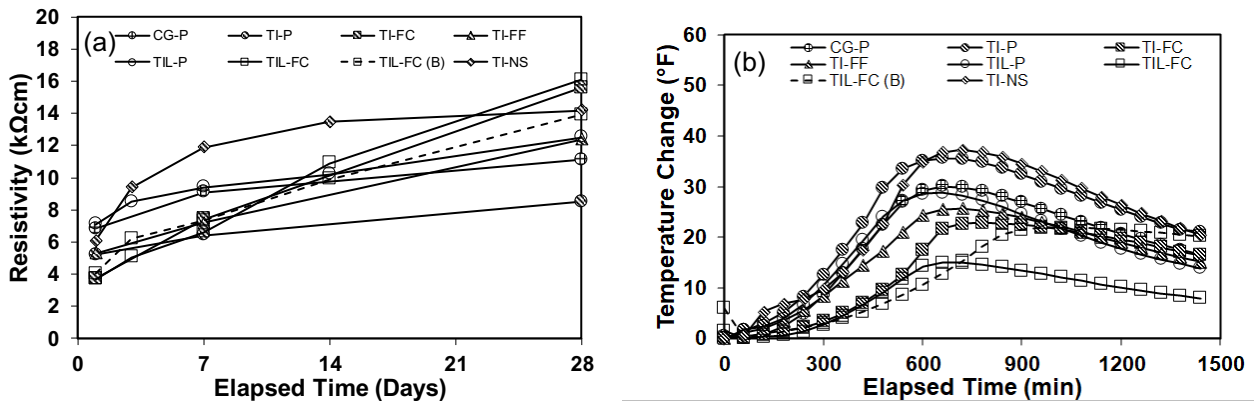 (a)
CG-P TI-P TI-FC TI-FF
TIL-P TIL-FC TIL-FC (B) TI-NS
Resistivity (kΩcm)
20
18
16
14
12
10
8
6
4
2
0
0 7 14 21 28
Elapsed Time (Days)
(b)
CG-P TI-P TI-FC
TI-FF TIL-P TIL-FC
TIL-FC (B) TI-NS
Temperature Change (°F)
60
50
40
30
20
10
0
0 300 600 900 1200 1500
Elapsed Time (min)